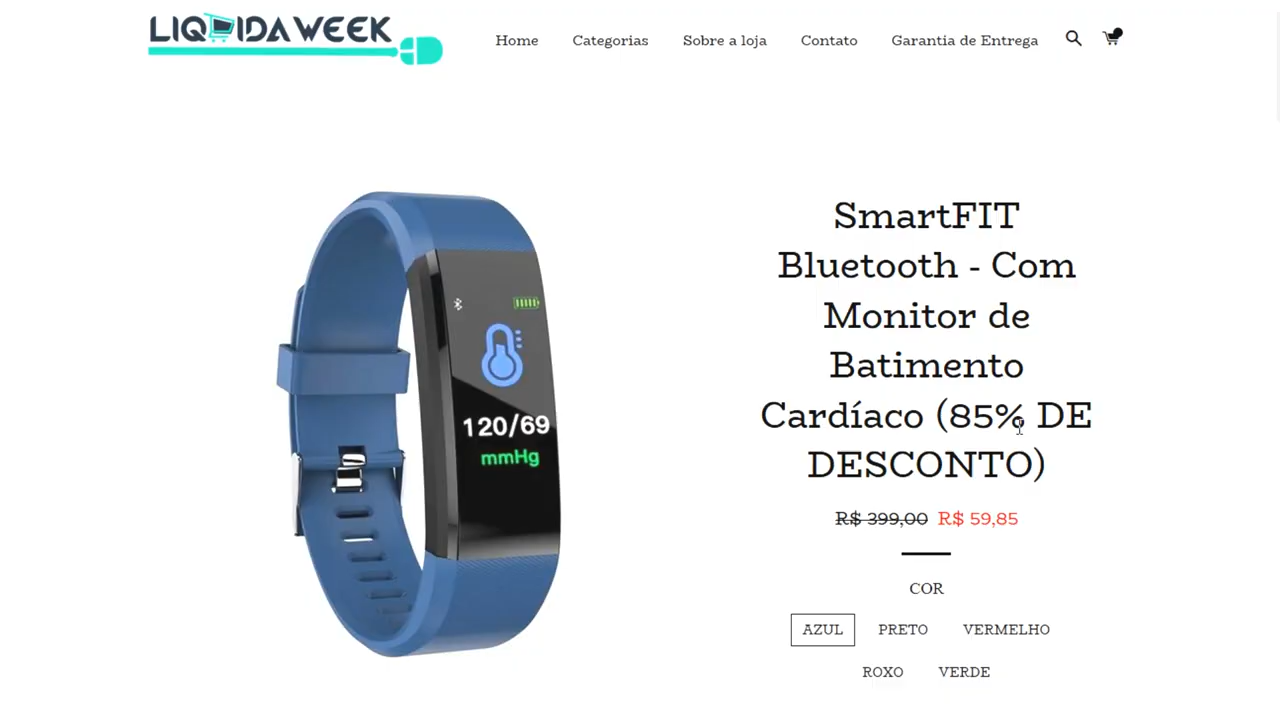 LIQUIDAWEEK
Home Categorias Sobre a loja Contato Garantia de Entrega
SmartFIT
Bluetooth - Com
Monitor de
Batimento
Cardíaco (85% DE
DESCONTO)
R$ 399,00 R$ 59,85
COR
AZUL PRETO VERMELHO
ROXO VERDE
120/69
mmHg